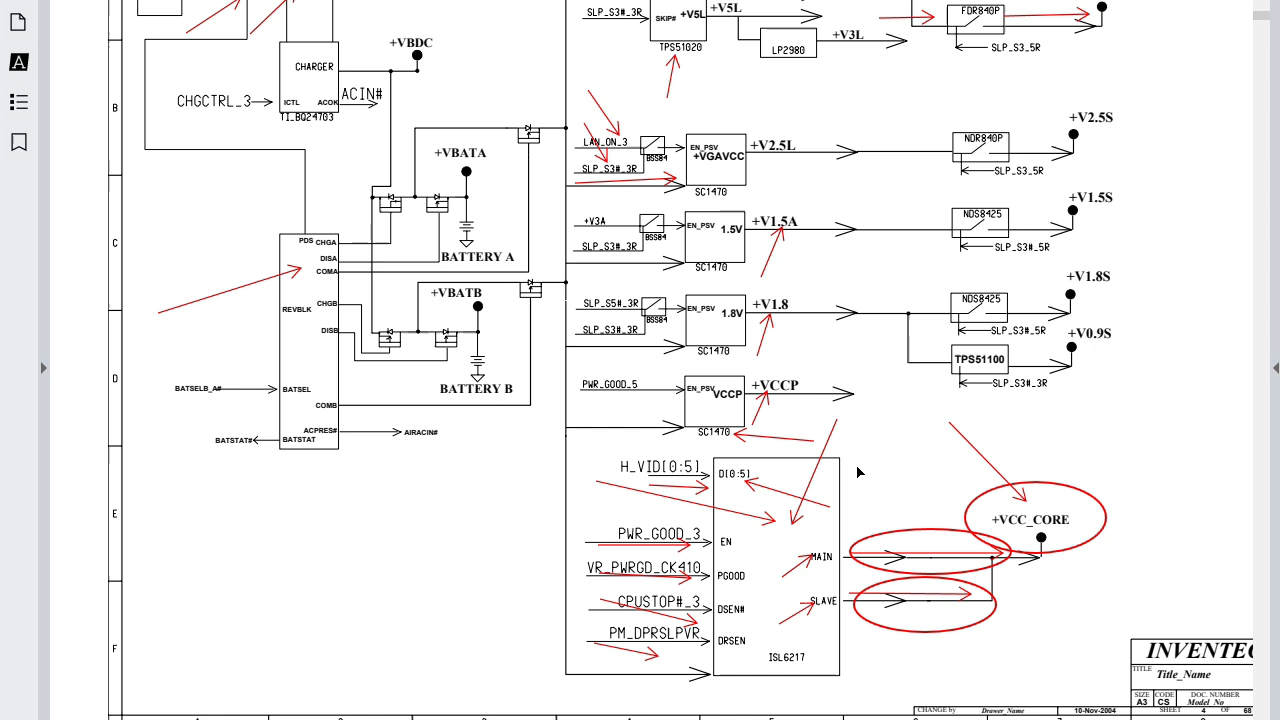 SLP_S3#_3R
SKIP#
+V5L
TPS51020
+V5L
LP2980
+V3L
FDR840P
SLP_S3_5R
B
CHARGER
ICTL
ACOK
TI_BQ24703
CHGCTRL_3
ACIN#
+VBDC
+VBATA
BATTERY A
+VBATB
BATTERY B
C
PDS
CHGA
DISA
COMA
REVBLK
CHGB
DISB
BATSEL
COMB
ACPRES#
BATSTAT
BATSELB_A#
BATSTAT#
AIRACIN#
LAN_ON_3
SLP_S3#_3R
BSS84
EN_PSV
+VGAVCC
SC1470
+V2.5L
NDR840P
SLP_S3_5R
+V2.5S
+V3A
SLP_S3#_3R
BSS84
EN_PSV
1.5V
SC1470
+V1.5A
NDS8425
SLP_S3#_5R
+V1.5S
SLP_S5#_3R
SLP_S3#_3R
BSS84
EN_PSV
1.8V
SC1470
+V1.8
NDS8425
SLP_S3#_5R
+V1.8S
TPS51100
SLP_S3#_3R
+V0.9S
D
PWR_GOOD_5
EN_PSV
VCCP
SC1470
+VCCP
E
H_VID[0:5]
D[0:5]
PWR_GOOD_3
EN
VR_PWRGD_CK410
PGOOD
CPUSTOP#_3
DSEN#
PM_DPRSLPVR
DRSEN
MAIN
SLAVE
ISL6217
+VCC_CORE
F
INVENTEC
TITLE
Title_Name
SIZE
A3
CODE
CS
DOC. NUMBER
Model_No
CHANGE by
Drawer_Name
10-Nov-2004
SHEET
4
OF
68